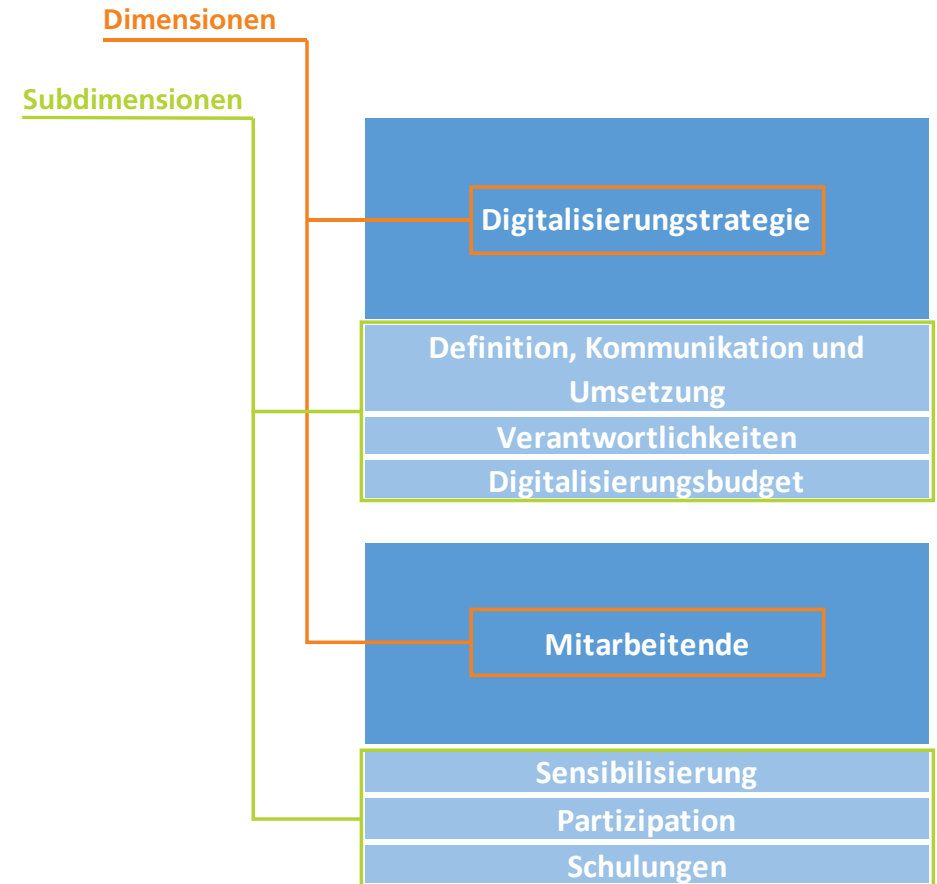 Dimensionen
Subdimensionen
Digitalisierungstrategie
Definition, Kommunikation und
Umsetzung
Verantwortlichkeiten
Digitalisierungsbudget
Mitarbeitende
Sensibilisierung
Partizipation
Schulungen